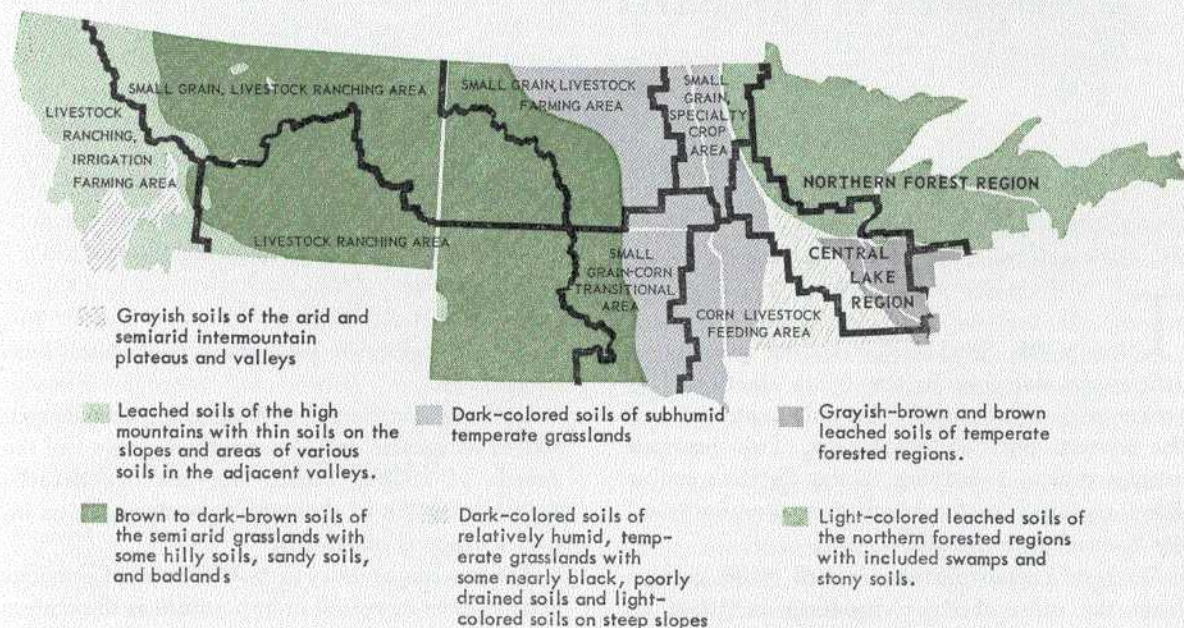 SMALL GRAIN, LIVESTOCK RANCHING AREA
LIVESTOCK
RANCHING,
IRRIGATION
FARMING AREA
LIVESTOCK RANCHING AREA
SMALL GRAIN, LIVESTOCK
FARMING AREA
SMALL
GRAIN,
SPECIALTY
CROP
AREA
NORTHERN FOREST REGION
SMALL
GRAIN-CORN
TRANSITIONAL
AREA
CENTRAL
LAKE
REGION
CORN LIVESTOCK
FEEDING AREA
Grayish soils of the arid and
semiarid intermountain
plateaus and valleys
Leached soils of the high
mountains with thin soils on the
slopes and areas of various
soils in the adjacent valleys.
Brown to dark-brown soils of
the semiarid grasslands with
some hilly soils, sandy soils,
and badlands
Dark-colored soils of subhumid
temperate grasslands
Dark-colored soils of
relatively humid, temp-
erate grasslands with
some nearly black, poorly
drained soils and light-
colored soils on steep slopes
Grayish-brown and brown
leached soils of temperate
forested regions.
Light-colored leached soils of
the northern forested regions
with included swamps and
stony soils.